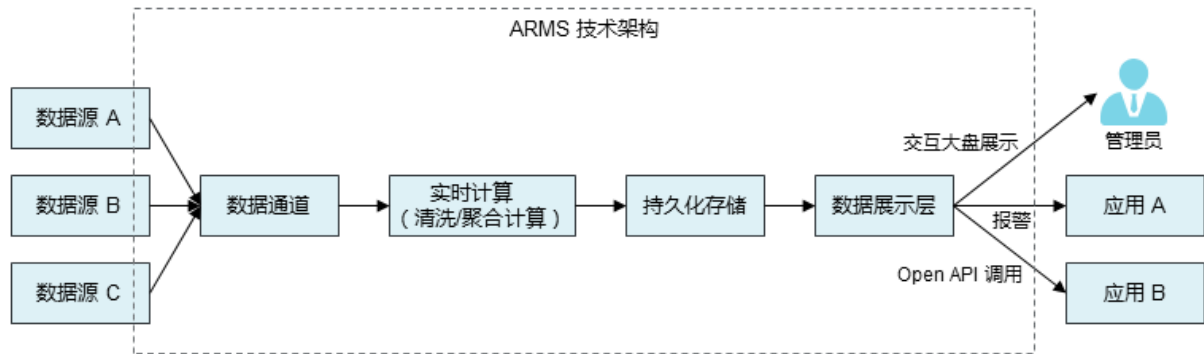 ARMS 技术架构
数据源 A
数据源 B
数据源 C
数据通道
实时计算
（清洗/聚合计算）
持久化存储
数据展示层
交互大盘展示
报警
Open API 调用
管理员
应用 A
应用 B